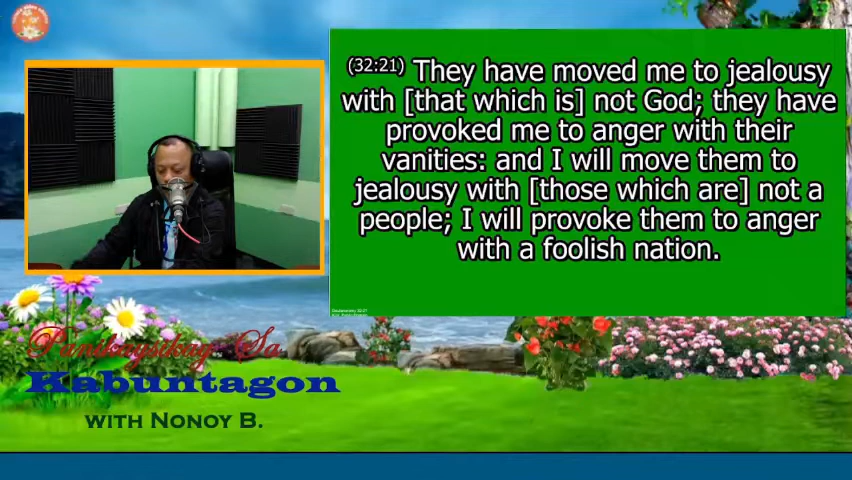 (32:21) They have moved me to jealousy
with [that which is] not God; they have
provoked me to anger with their
vanities: and I will move them to
jealousy with [those which are] not a
people; I will provoke them to anger
with a foolish nation.
Panikaysikay Sa
Kabuntagon
WITH NONOY B.